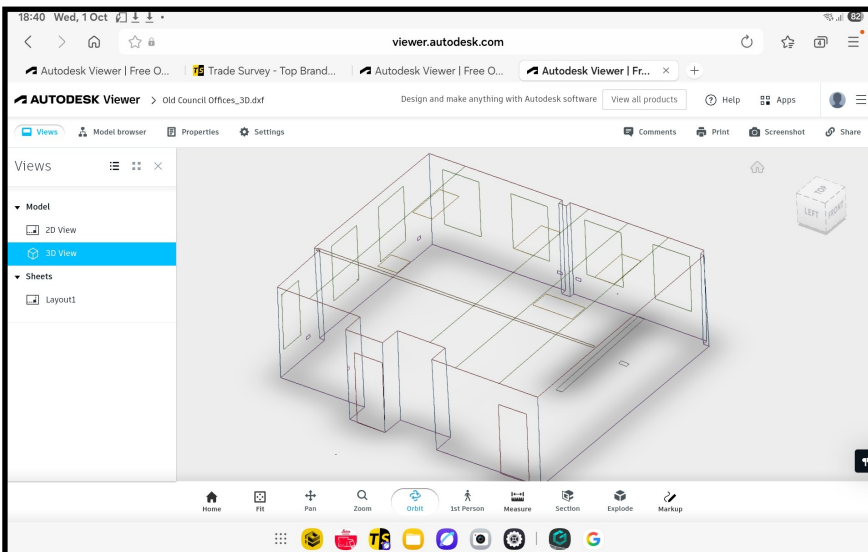 18:40 Wed, 1 Oct
82
viewer.autodesk.com
4
Autodesk Viewer | Free O...
TS Trade Survey - Top Brand...
Autodesk Viewer | Free O...
Autodesk Viewer | Fr... × +
AUTODESK Viewer > Old Council Offices_3D.dxf
Design and make anything with Autodesk software
View all products
? Help
Apps
Views
Model browser
Properties
Settings
Comments
Print
Screenshot
Share
Views
Model
2D View
3D View
Sheets
Layout1
LEFT
FRONT
Home
Fit
Pan
Zoom
Orbit
1st Person
Measure
Section
Explode
Markup
TS
G